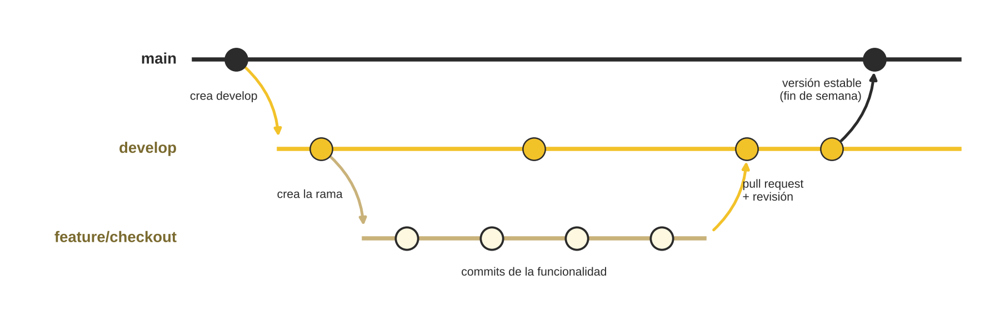 main
versión estable
(fin de semana)
crea develop
develop
pull request
+ revisión
crea la rama
feature/checkout
commits de la funcionalidad